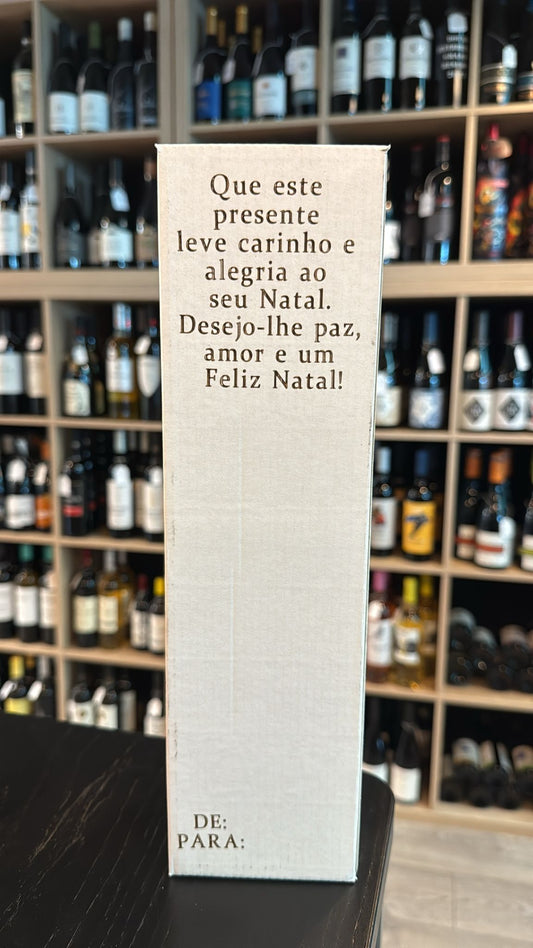 Que este
presente
leve carinho e
alegria ao
seu Natal.
Desejo-lhe paz,
amor e um
Feliz Natal!
DE:
PARA: